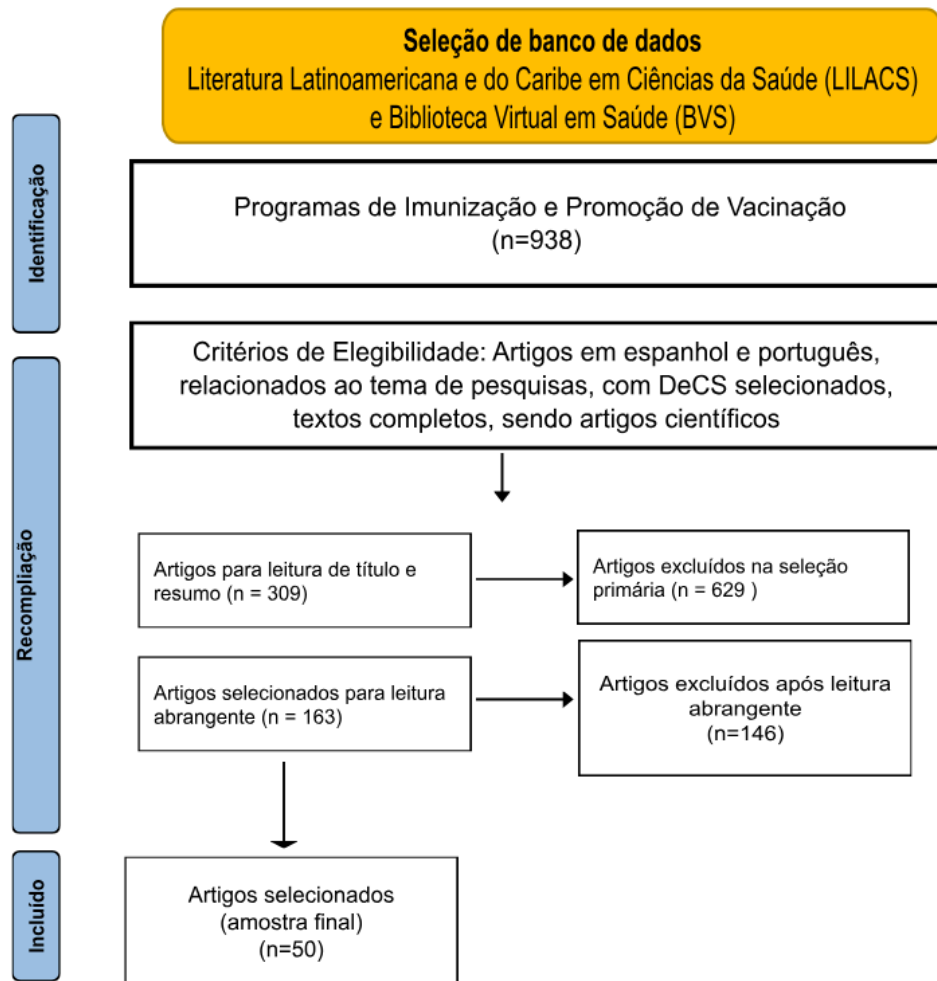 Seleção de banco de dados
Literatura Latinoamericana e do Caribe em Ciências da Saúde (LILACS)
e Biblioteca Virtual em Saúde (BVS)
Identificação
Programas de Imunização e Promoção de Vacinação
(n=938)
Recompliação
Critérios de Elegibilidade: Artigos em espanhol e português,
relacionados ao tema de pesquisas, com DeCS selecionados,
textos completos, sendo artigos científicos
Artigos para leitura de título e
resumo (n = 309)
Artigos excluídos na seleção
primária (n = 629 )
Artigos selecionados para leitura
abrangente (n = 163)
Artigos excluídos após leitura
abrangente
(n=146)
Incluído
Artigos selecionados
(amostra final)
(n=50)